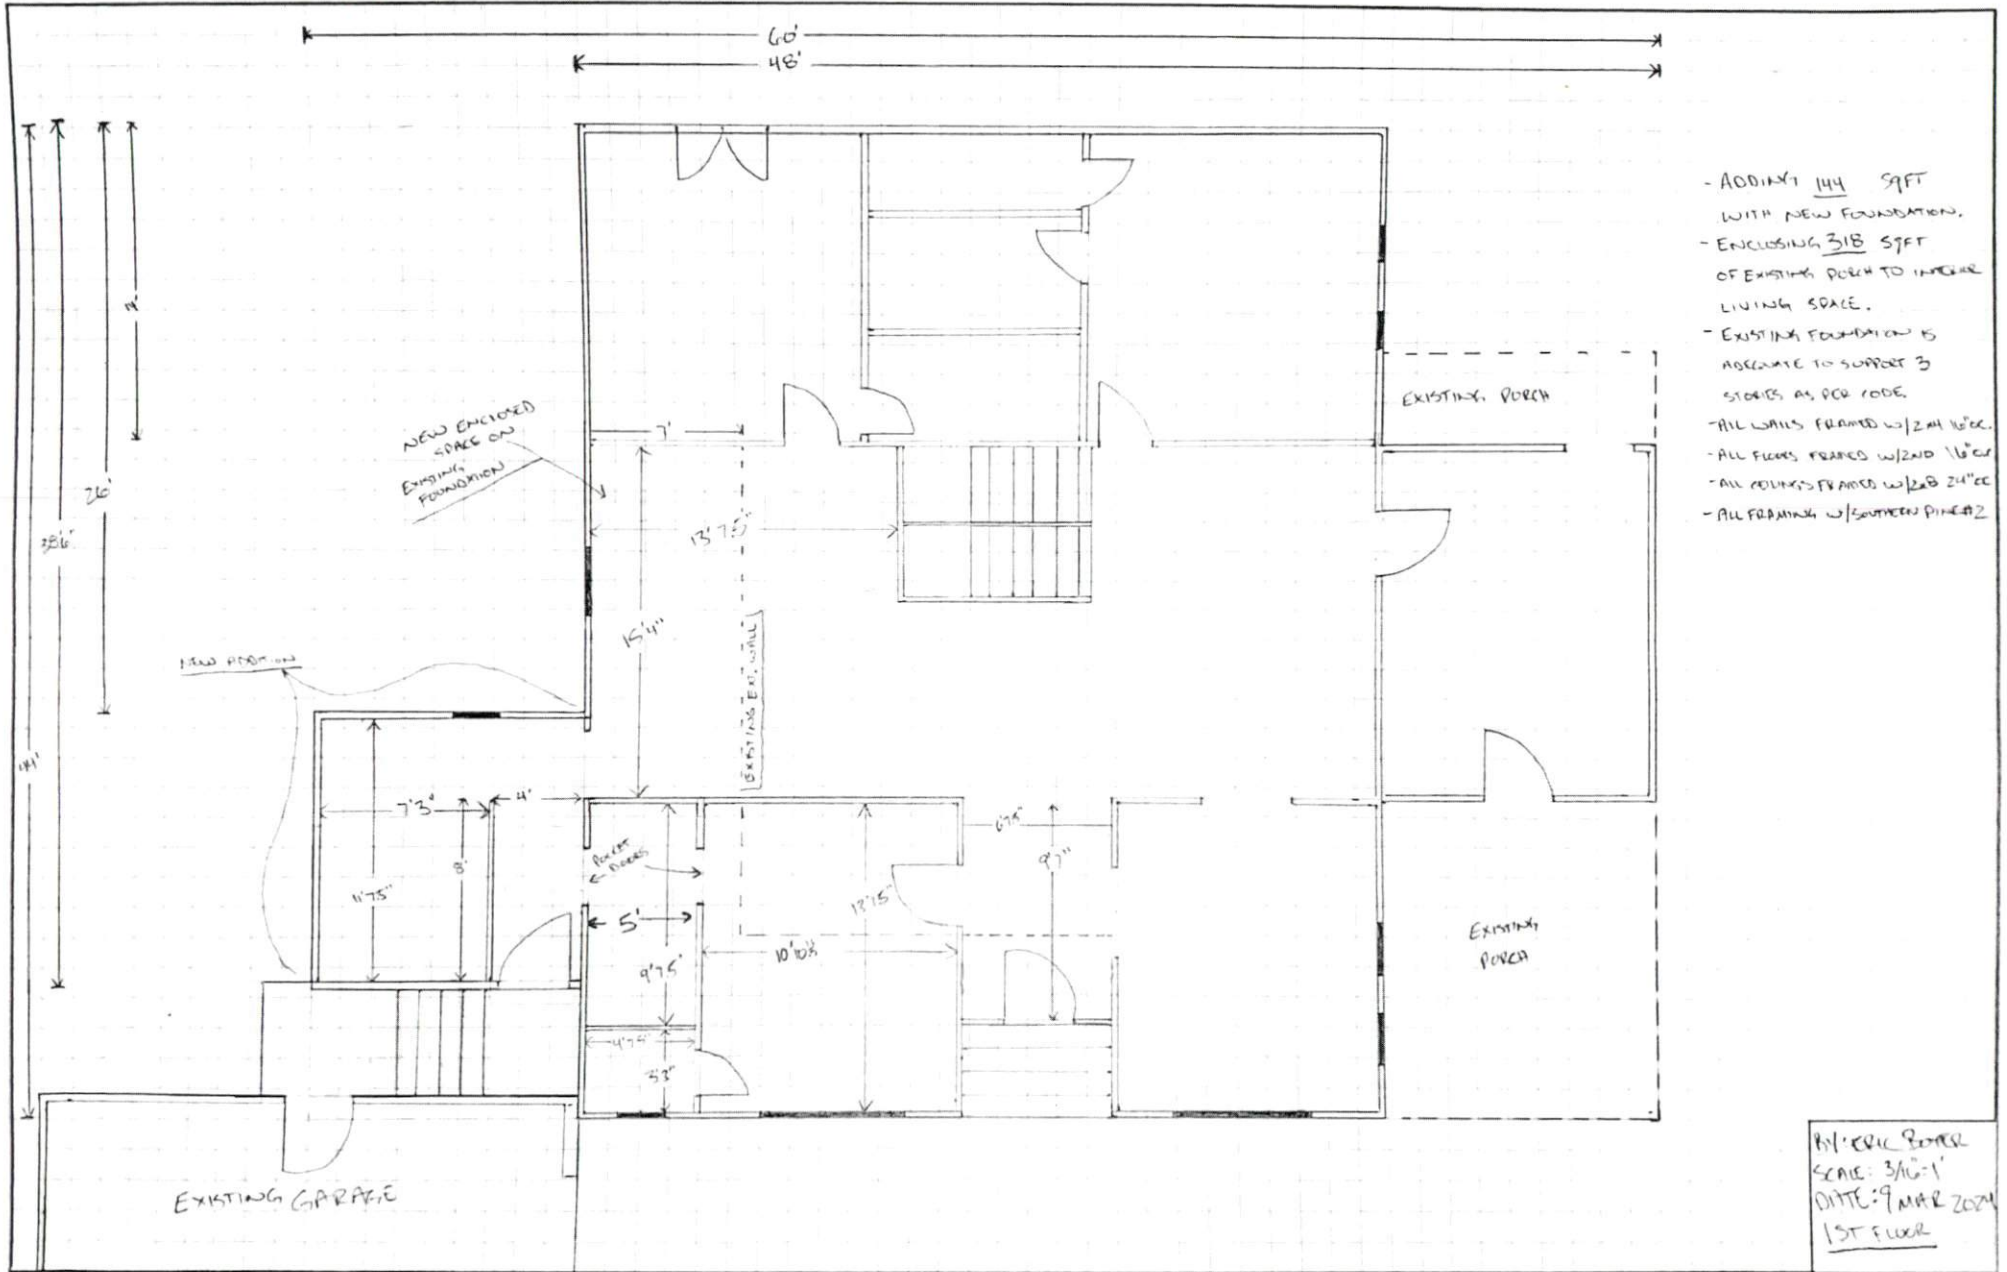 60'
48'
- ADDING 144 SQFT
WITH NEW FOUNDATION.
- ENCLOSING 318 SQFT
OF EXISTING PORCH TO INTERIOR
LIVING SPACE.
- EXISTING FOUNDATION IS
ADEQUATE TO SUPPORT 3
STORIES AS PER CODE.
- ALL WALLS FRAMED W/2x4 16"OC.
- ALL FLOORS FRAMED W/ 16"OC
- ALL CEILINGS FRAMED W/2x8 24"OC
- ALL FRAMING W/SOUTHERN PINE #2
EXISTING PORCH
NEW ENCLOSED
SPACE ON
EXISTING
FOUNDATION
7'
26'
38'6"
13'7.5"
15'4"
EXISTING EXT. WALL
NEW ADDITION
44'
7'3"
4'
8'
11'7.5"
POCKET
DOORS
5'
9'7.5"
4'7.5"
3'3"
13'7.5"
6'7.5"
9'7"
EXISTING
PORCH
EXISTING GARAGE
BY: ERIC
SCALE: 3/16"=1'
DATE: 9 MAR 2024
1ST FLOOR